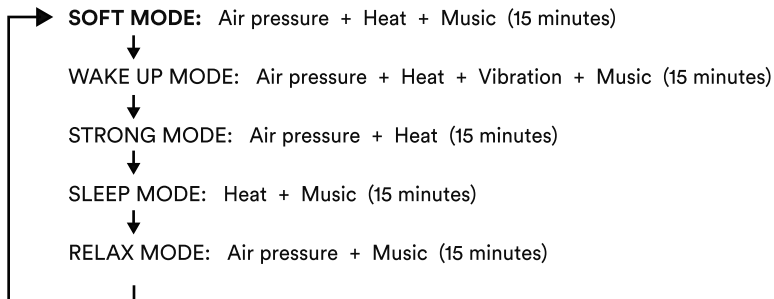 SOFT MODE: Air pressure + Heat + Music (15 minutes)
WAKE UP MODE: Air pressure + Heat + Vibration + Music (15 minutes)
STRONG MODE: Air pressure + Heat (15 minutes)
SLEEP MODE: Heat + Music (15 minutes)
RELAX MODE: Air pressure + Music (15 minutes)